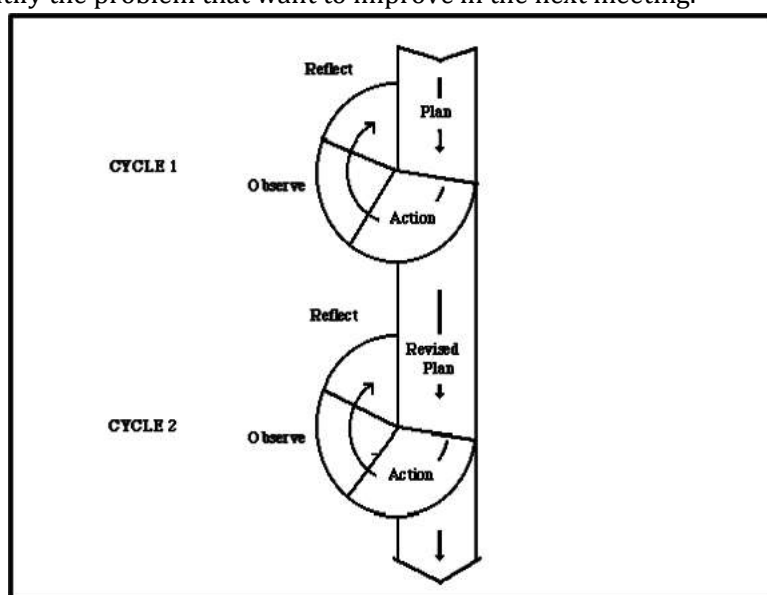 the problem that want to improve in the next meeting.
Reflect
Plan
CYCLE 1
Observe
Action
Reflect
Revised
Plan
CYCLE 2
Observe
Action